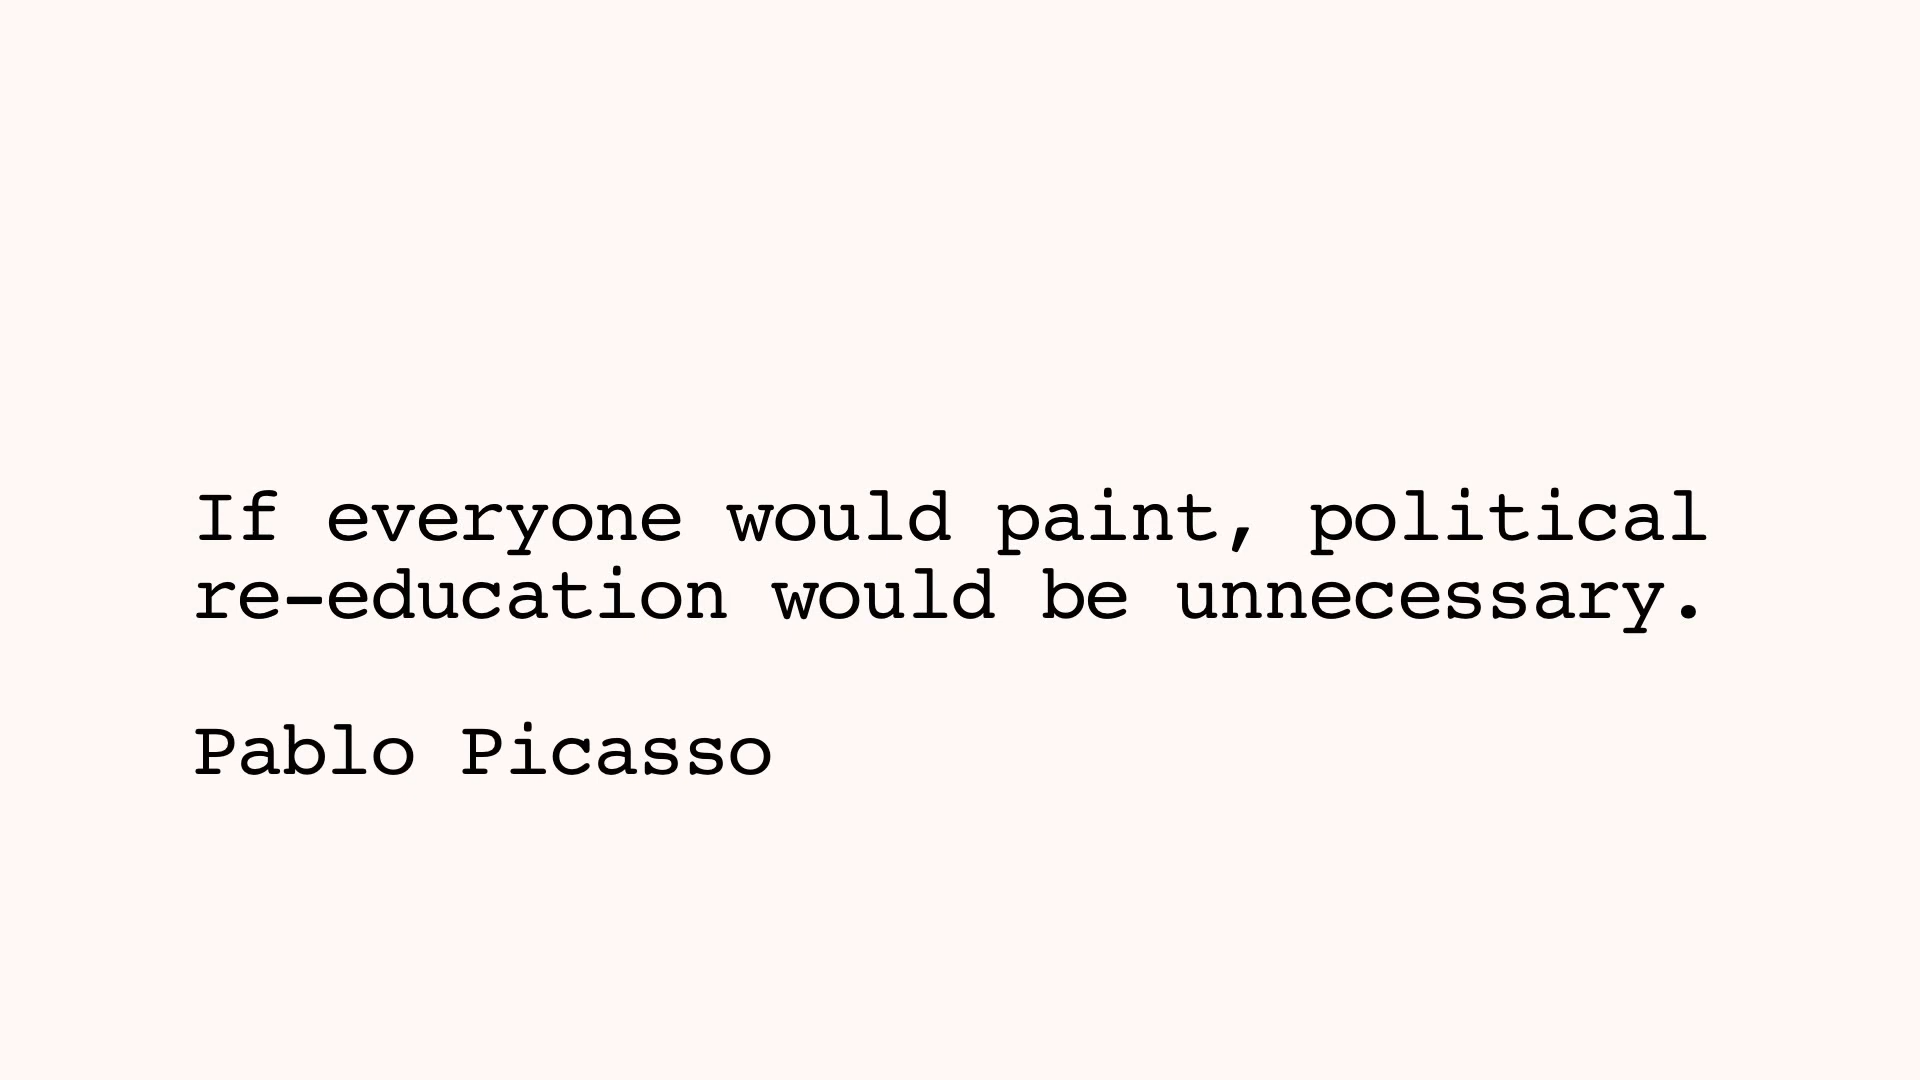 If everyone would paint, political
re-education would be unnecessary.
Pablo Picasso